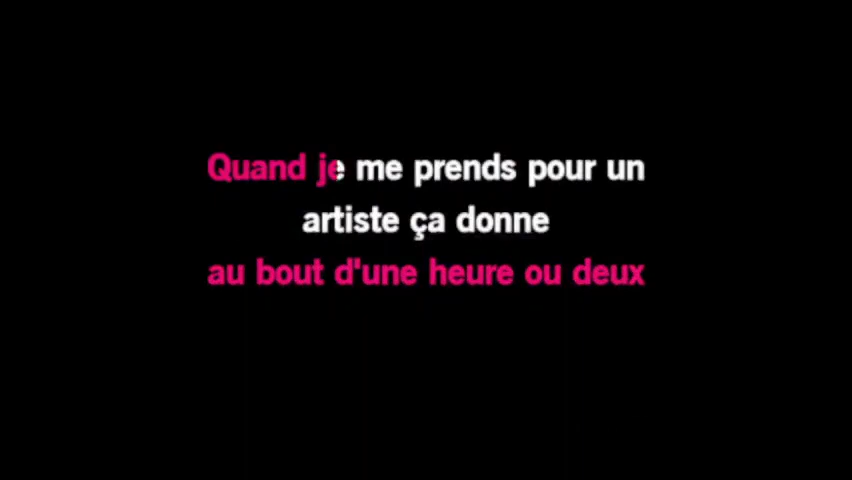 Quand je me prends pour un
artiste ça donne
au bout d'une heure ou deux